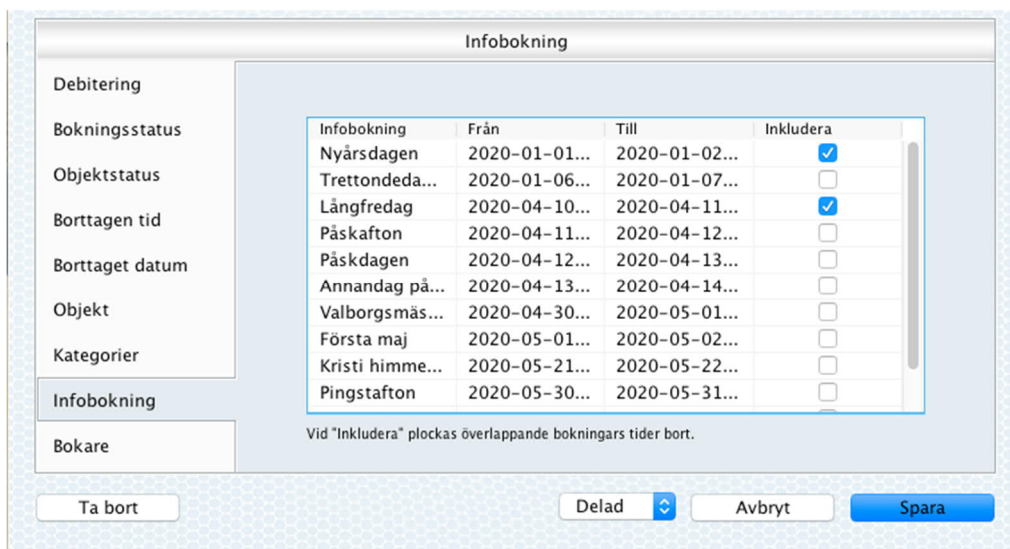 Infobokning
Debitering
Bokningsstatus
Objektstatus
Borttagen tid
Borttaget datum
Objekt
Kategorier
Infobokning
Bokare
Infobokning Från Till Inkludera
Nyårsdagen 2020-01-01... 2020-01-02...
Trettondeda... 2020-01-06... 2020-01-07...
Långfredag 2020-04-10... 2020-04-11...
Påskafton 2020-04-11... 2020-04-12...
Påskdagen 2020-04-12... 2020-04-13...
Annandag på... 2020-04-13... 2020-04-14...
Valborgsmäs... 2020-04-30... 2020-05-01...
Första maj 2020-05-01... 2020-05-02...
Kristi himme... 2020-05-21... 2020-05-22...
Pingstafton 2020-05-30... 2020-05-31...
Vid "Inkludera" plockas överlappande bokningars tider bort.
Ta bort Delad Avbryt Spara